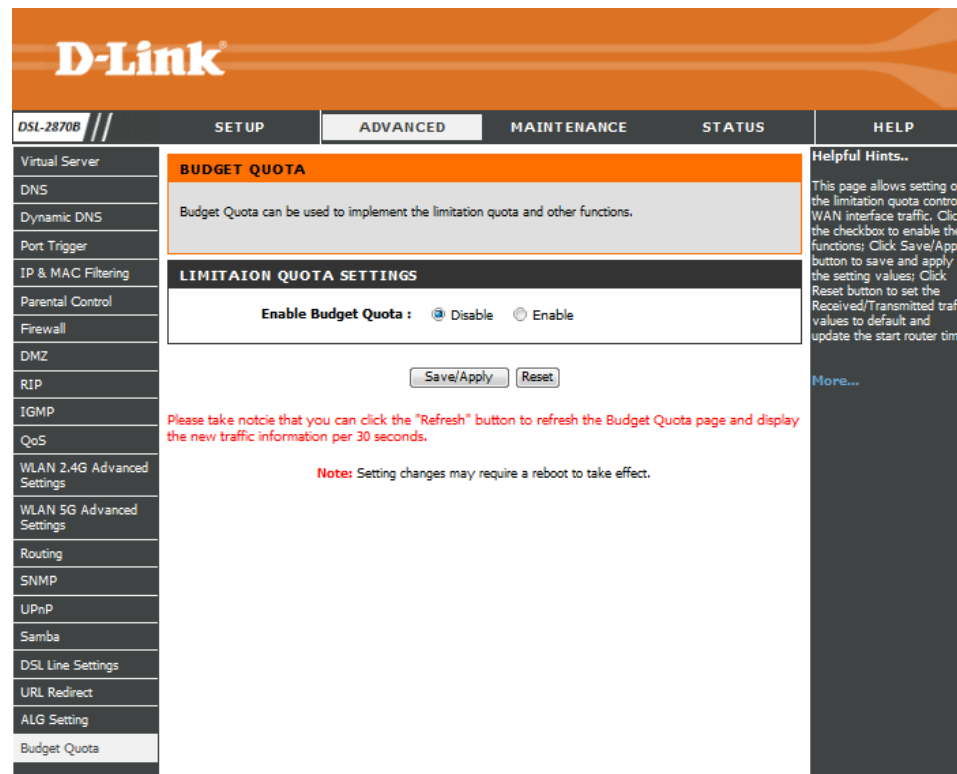 D-Link®
DSL-2870B
SETUP
ADVANCED
MAINTENANCE
STATUS
HELP
Virtual Server
DNS
Dynamic DNS
Port Trigger
IP & MAC Filtering
Parental Control
Firewall
DMZ
RIP
IGMP
QoS
WLAN 2.4G Advanced
Settings
WLAN 5G Advanced
Settings
Routing
SNMP
UPnP
Samba
DSL Line Settings
URL Redirect
ALG Setting
Budget Quota
BUDGET QUOTA
Budget Quota can be used to implement the limitation quota and other functions.
LIMITAION QUOTA SETTINGS
Enable Budget Quota : Disable Enable
Save/Apply Reset
Please take notcie that you can click the "Refresh" button to refresh the Budget Quota page and display
the new traffic information per 30 seconds.
Note: Setting changes may require a reboot to take effect.
Helpful Hints..
This page allows setting
the limitation quota
WAN interface traffic.
the checkbox to enable
functions; Click
button to save and apply
the setting values; Click
Reset button to set the
Received/Transmitted
values to default and
update the start router
More...